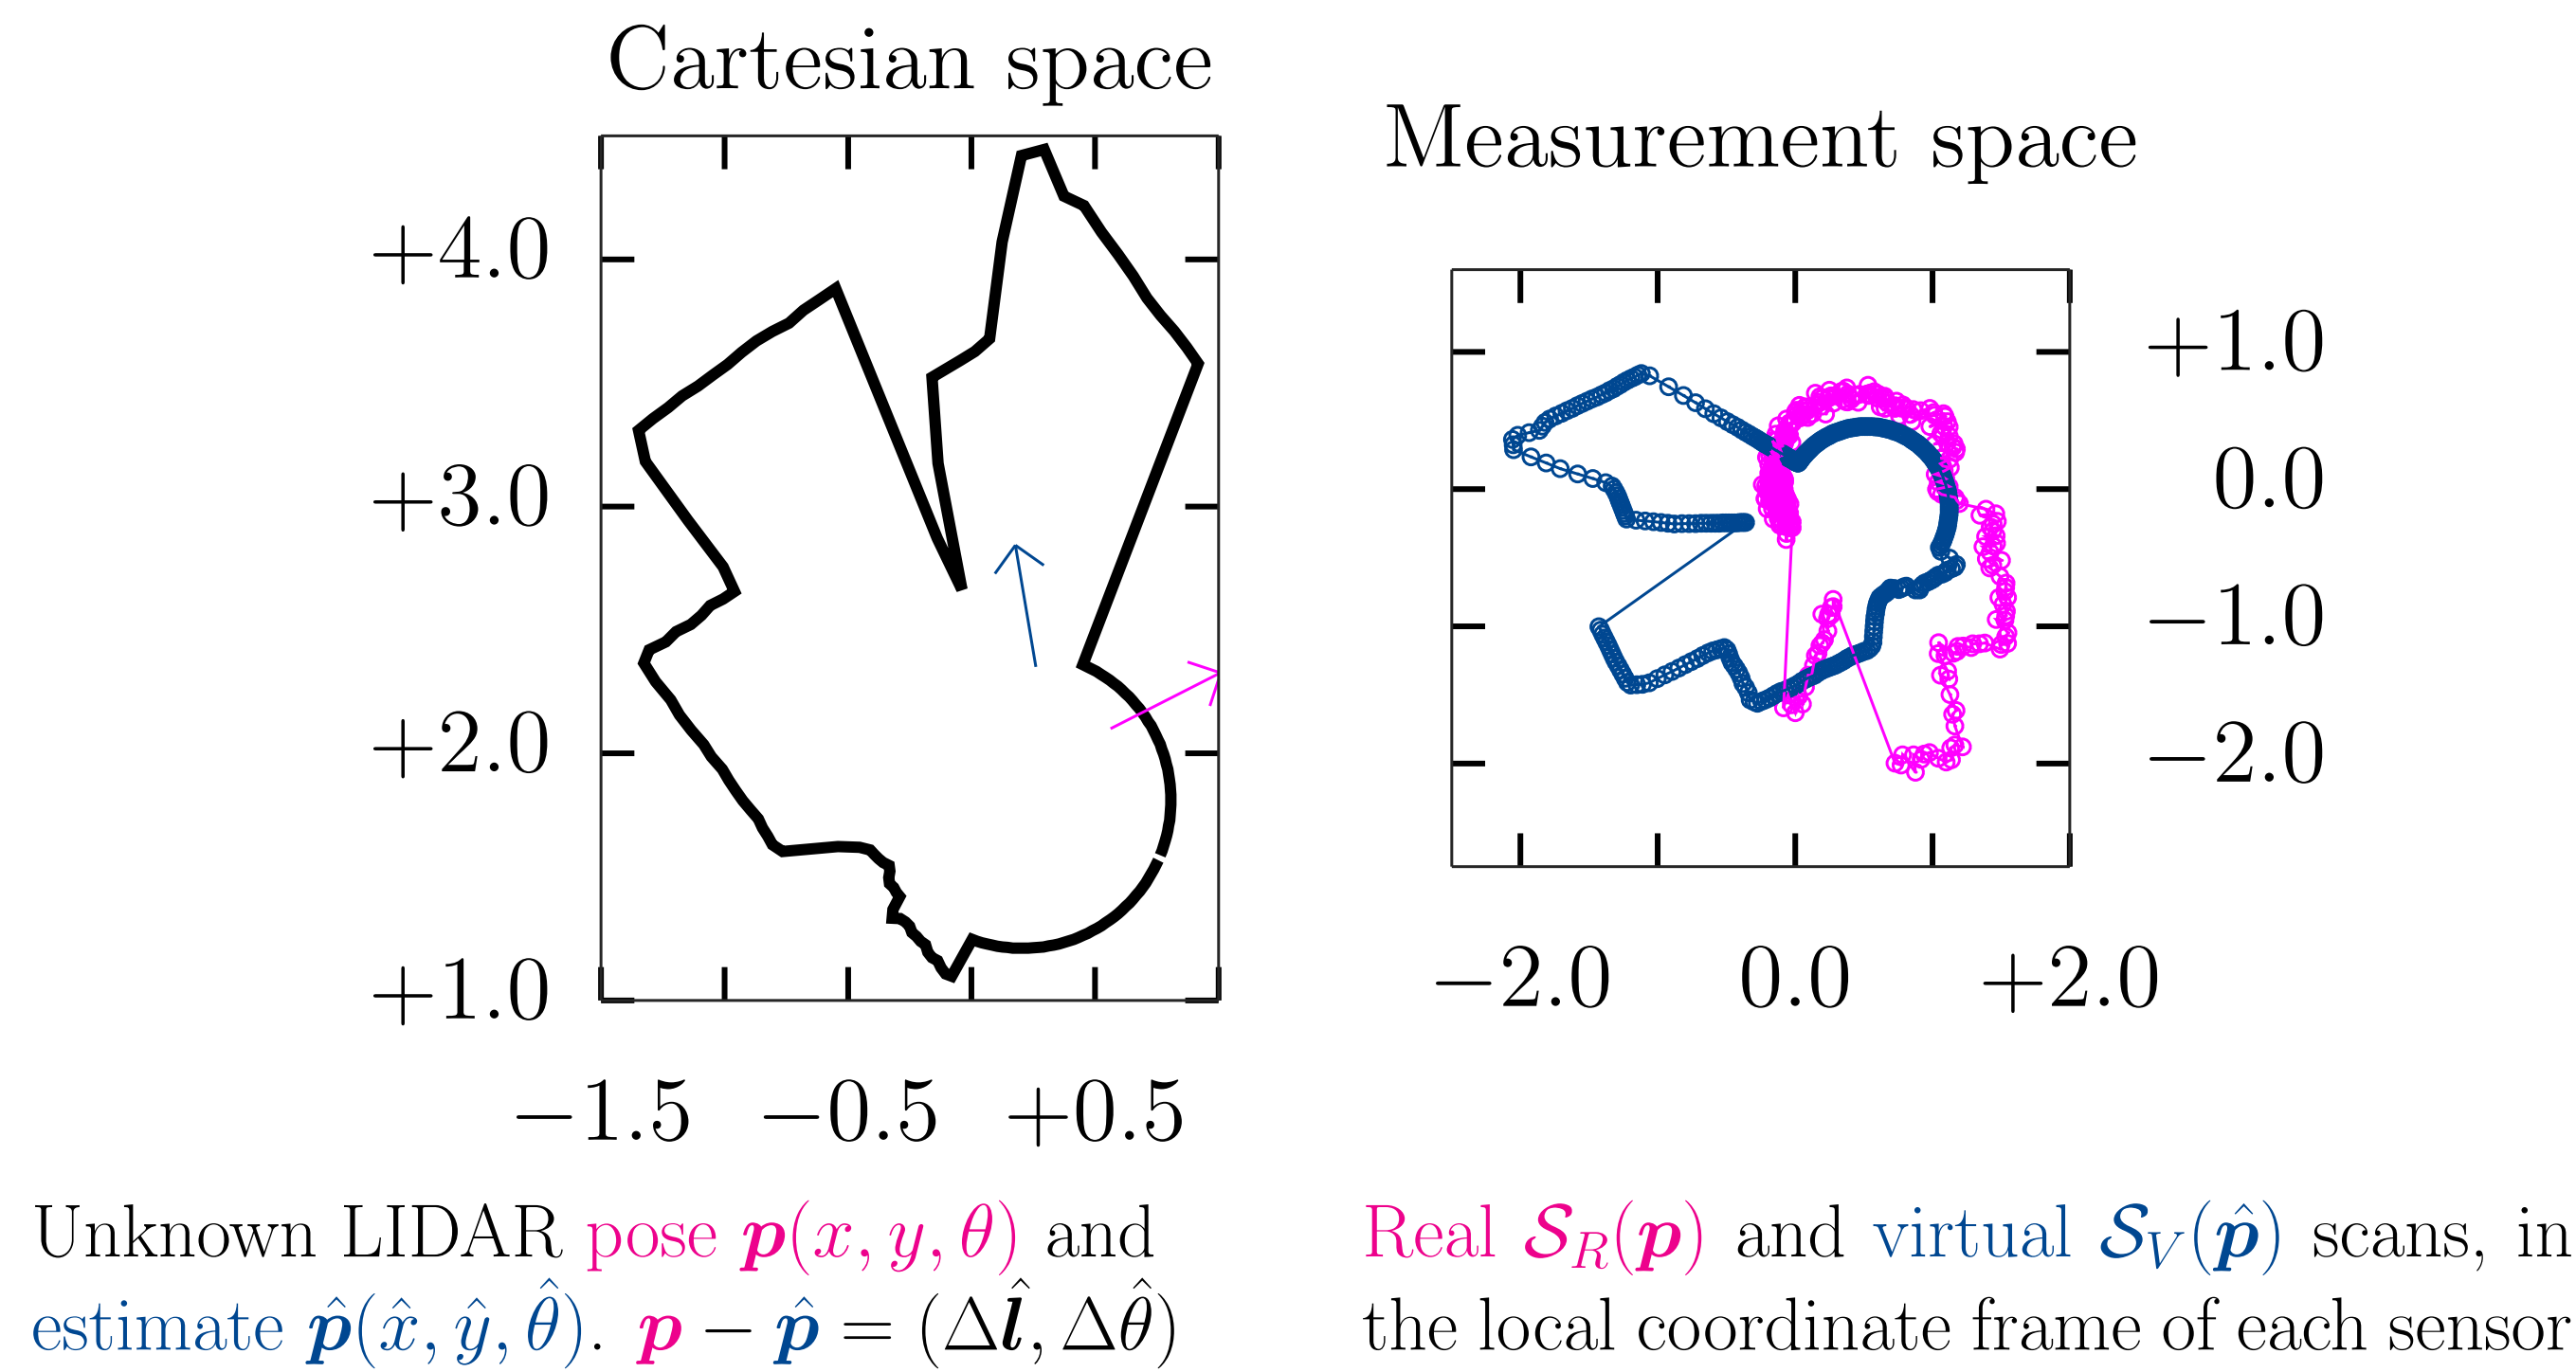 Cartesian space
Measurement space
+4.0
+3.0
+2.0
+1.0
−1.5 −0.5 +0.5
+1.0
0.0
−1.0
−2.0
−2.0 0.0 +2.0
Unknown LIDAR pose p(x, y, θ) and
estimate p̂(x̂, ŷ, θ̂). p − p̂ = (Δl̂, Δθ̂)
Real S_R(p) and virtual S_V(p̂) scans, in
the local coordinate frame of each sensor